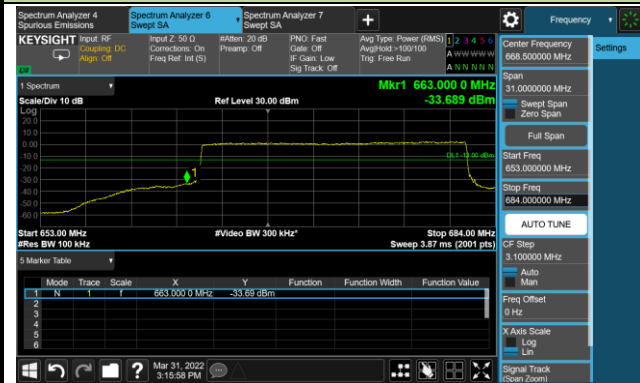 Spectrum Analyzer 4
Spurious Emissions
Spectrum Analyzer 6
Swept SA
Spectrum Analyzer 7
Swept SA
+
Frequency
KEYSIGHT
Input: RF
Coupling: DC
Align: Off
Input Z: 50 Ω
Corrections: On
Freq Ref: Int (S)
#Atten: 20 dB
Preamp: Off
PNO: Fast
Gate: Off
IF Gain: Low
Sig Track: Off
Avg Type: Power (RMS)
Avg|Hold:>100/100
Trig: Free Run
1 2 3 4 5 6
A W W W W W
A N N N N N
1 Spectrum
Scale/Div 10 dB
Ref Level 30.00 dBm
Mkr1 663.000 0 MHz
-33.689 dBm
Log
20.0
10.0
0.00
-10.0
-20.0
-30.0
-40.0
-50.0
-60.0
DL1 -13.00 dBm
1
Start 653.00 MHz
#Res BW 100 kHz
#Video BW 300 kHz*
Stop 684.00 MHz
Sweep 3.87 ms (2001 pts)
5 Marker Table
Mode Trace Scale X Y Function Function Width Function Value
1 N 1 f 663.000 0 MHz -33.69 dBm
2
3
4
5
6
Mar 31, 2022
3:15:58 PM
Settings
Center Frequency
668.500000 MHz
Span
31.0000000 MHz
Swept Span
Zero Span
Full Span
Start Freq
653.000000 MHz
Stop Freq
684.000000 MHz
AUTO TUNE
CF Step
3.100000 MHz
Auto
Man
Freq Offset
0 Hz
X Axis Scale
Log
Lin
Signal Track
(Span Zoom)